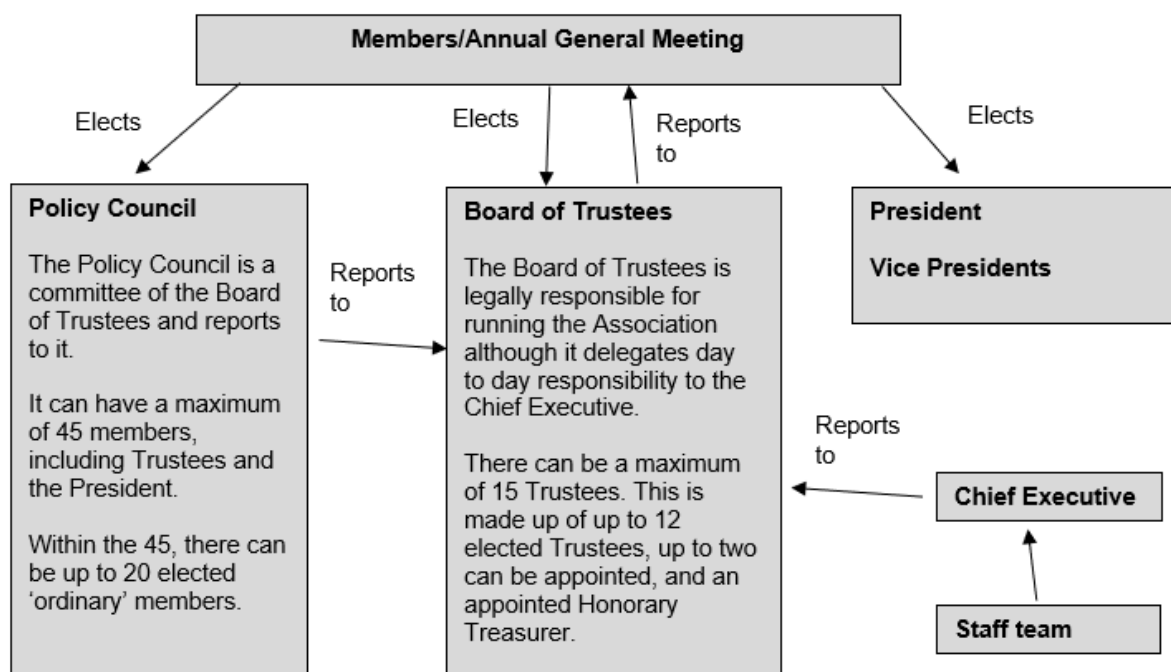 Members/Annual General Meeting
Elects
Elects
Reports
to
Elects
Policy Council
The Policy Council is a
committee of the Board
of Trustees and reports
to it.
It can have a maximum
of 45 members,
including Trustees and
the President.
Within the 45, there can
be up to 20 elected
‘ordinary’ members.
Reports
to
Board of Trustees
The Board of Trustees is
legally responsible for
running the Association
although it delegates day
to day responsibility to the
Chief Executive.
There can be a maximum
of 15 Trustees. This is
made up of up to 12
elected Trustees, up to two
can be appointed, and an
appointed Honorary
Treasurer.
President
Vice Presidents
Reports
to
Chief Executive
Staff team